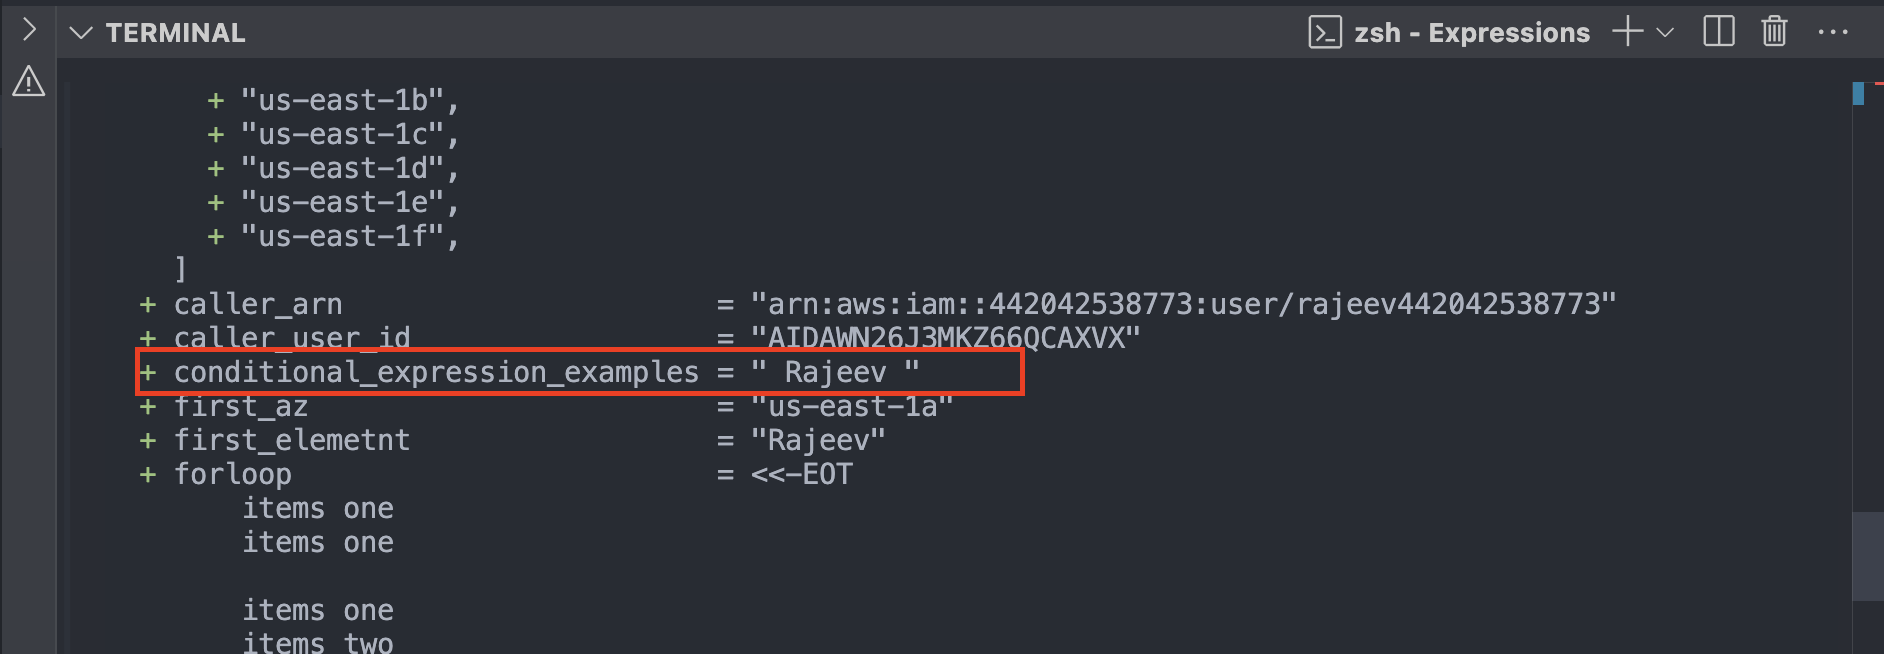 TERMINAL
zsh - Expressions
+ "us-east-1b",
+ "us-east-1c",
+ "us-east-1d",
+ "us-east-1e",
+ "us-east-1f",
]
+ caller_arn = "arn:aws:iam::442042538773:user/rajeev442042538773"
+ caller_user_id = "AIDAWN26J3MKZ66QCAXVX"
+ conditional_expression_examples = " Rajeev "
+ first_az = "us-east-1a"
+ first_elemetnt = "Rajeev"
+ forloop = <<-EOT
items one
items one
items one
items two